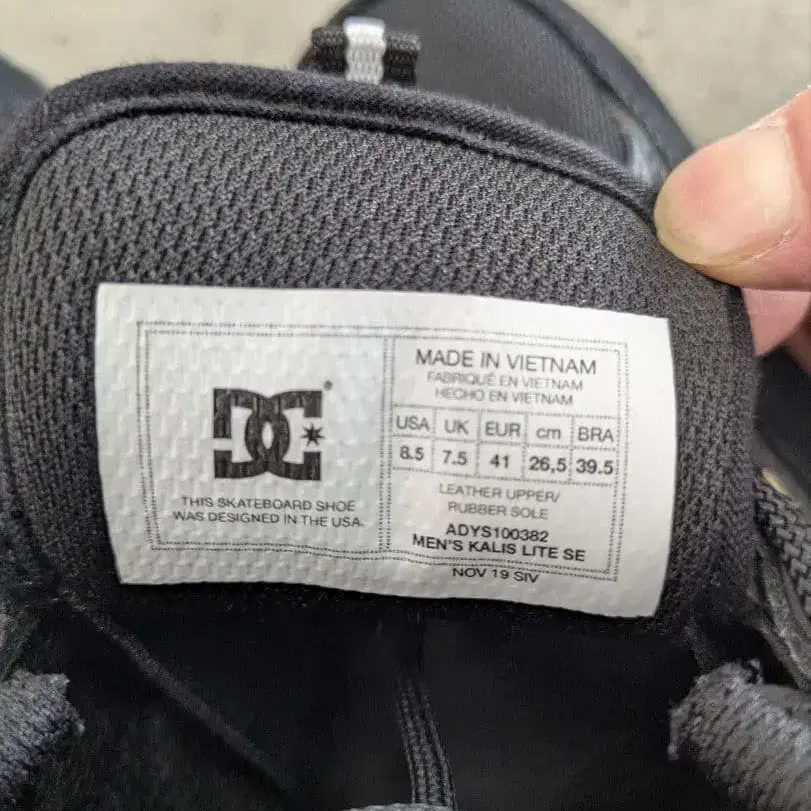 DC®
THIS SKATEBOARD SHOE
WAS DESIGNED IN THE USA.
MADE IN VIETNAM
FABRIQUÉ EN VIETNAM
HECHO EN VIETNAM
USA UK EUR cm BRA
8.5 7.5 41 26,5 39.5
LEATHER UPPER/
RUBBER SOLE
ADYS100382
MEN'S KALIS LITE SE
NOV 19 SIV